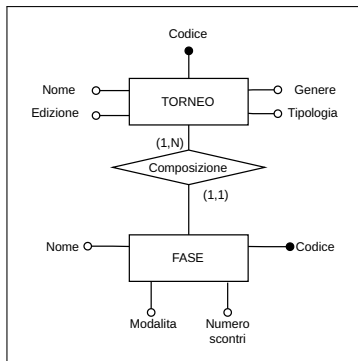 Codice
Nome
Genere
TORNEO
Edizione
Tipologia
(1,N)
Composizione
(1,1)
Nome
FASE
Codice
Modalita
Numero
scontri